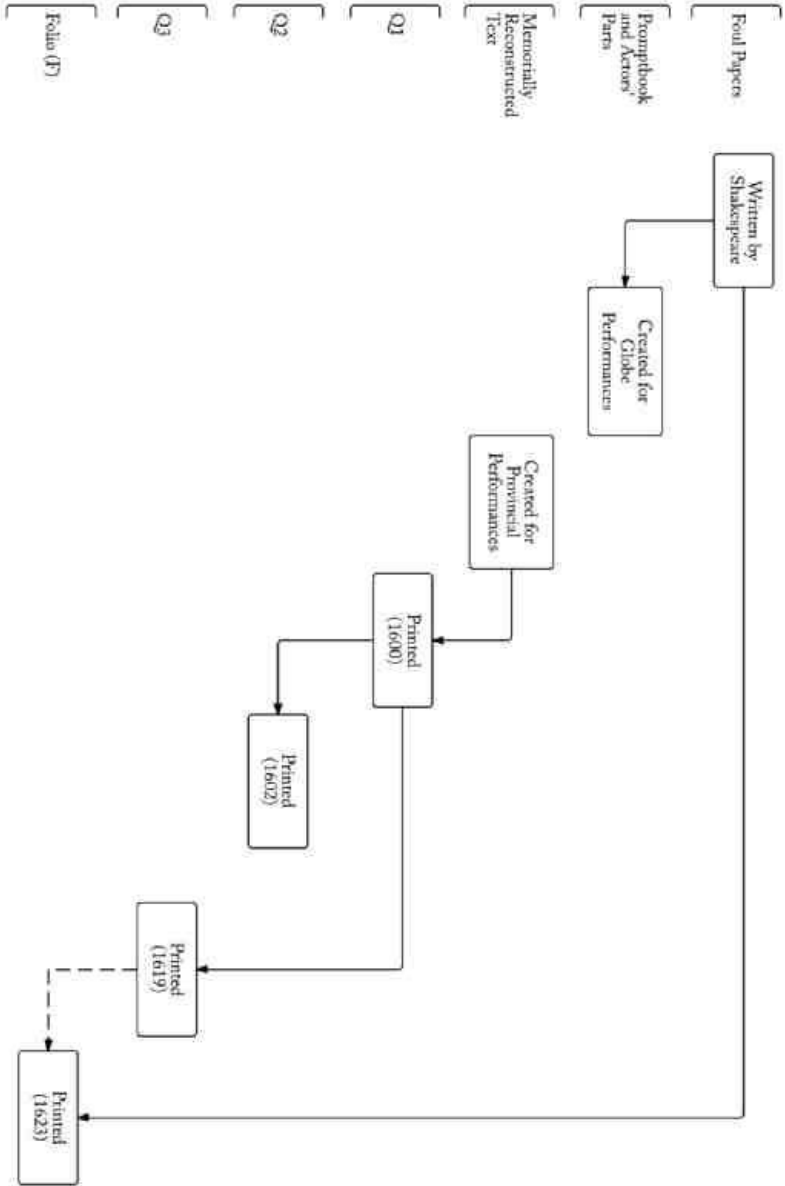 Foul Papers
Written by
Shakespeare
Promptbook
and Actors'
Parts
Created for
Globe
Performances
Memorially
Reconstructed
Text
Created for
Provincial
Performances
Q1
Printed
(1600)
Q2
Printed
(1602)
Q3
Printed
(1619)
Folio (F)
Printed
(1623)